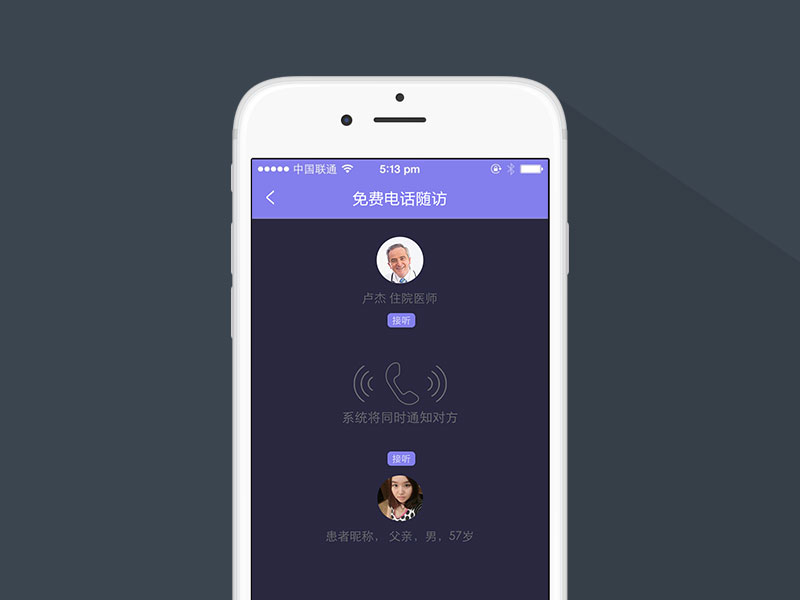 中国联通 5:13 pm
免费电话随访
卢杰 住院医师
接听
系统将同时通知对方
接听
患者昵称, 父亲, 男, 57岁